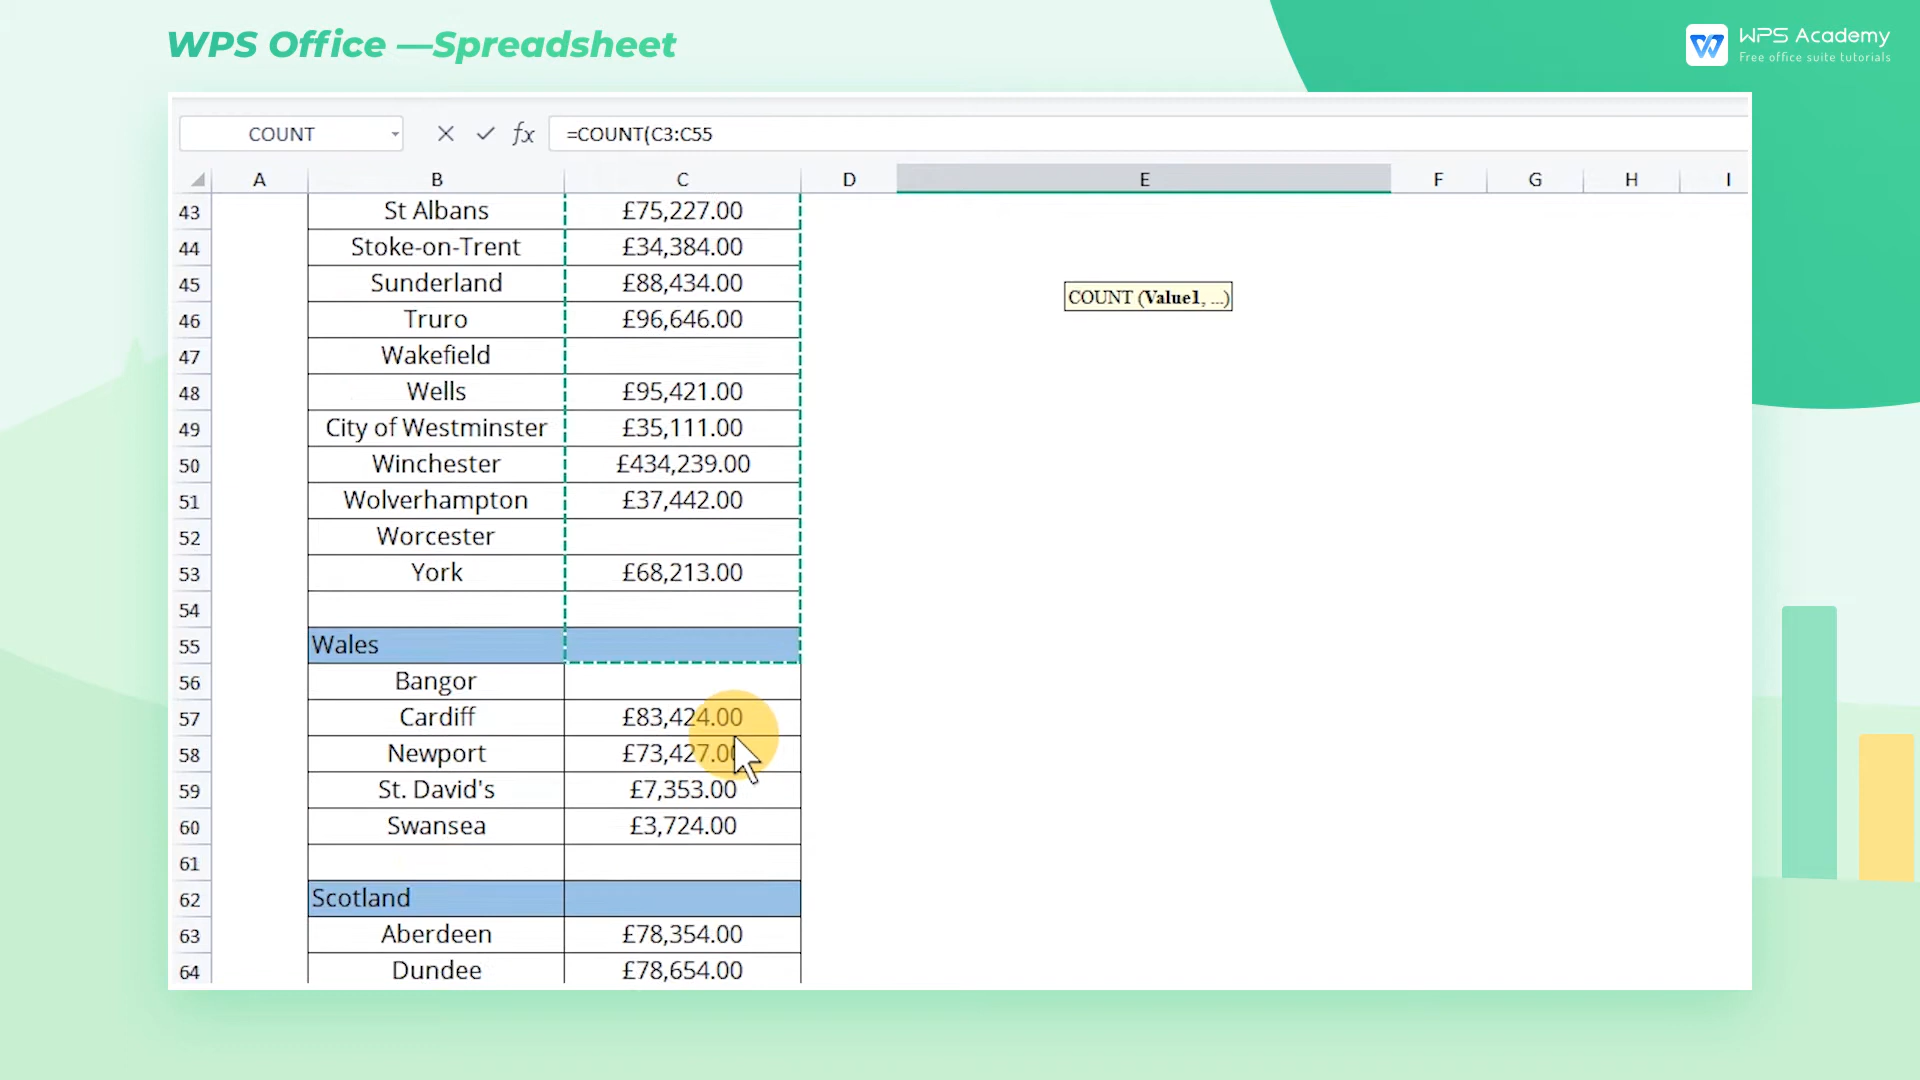 WPS Office —Spreadsheet
WPS Academy
Free office suite tutorials
COUNT fx =COUNT(C3:C55
A B C D E F G H I
43 St Albans £75,227.00
44 Stoke-on-Trent £34,384.00
45 Sunderland £88,434.00
COUNT (Value1, ...)
46 Truro £96,646.00
47 Wakefield
48 Wells £95,421.00
49 City of Westminster £35,111.00
50 Winchester £434,239.00
51 Wolverhampton £37,442.00
52 Worcester
53 York £68,213.00
54
55 Wales
56 Bangor
57 Cardiff £83,424.00
58 Newport £73,427.00
59 St. David's £7,353.00
60 Swansea £3,724.00
61
62 Scotland
63 Aberdeen £78,354.00
64 Dundee £78,654.00